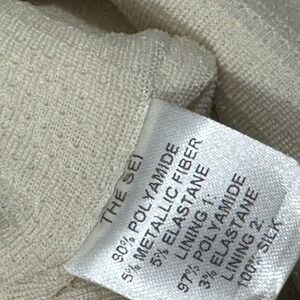 THE SEI
90% POLYAMIDE
5% METALLIC FIBER
5% ELASTANE
LINING 1:
97% POLYAMIDE
3% ELASTANE
LINING 2:
100% SILK